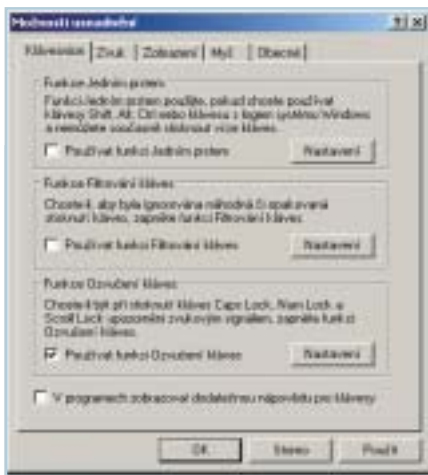 Možnosti usnadnění
Klávesnice Zvuk Zobrazení Myš Obecné
Funkce Jedním prstem
Funkci Jedním prstem použijte, pokud chcete používat
klávesy Shift, Alt, Ctrl nebo klávesu s logem systému Windows
a nemůžete současně stisknout více kláves.
Používat funkci Jedním prstem Nastavení
Funkce Filtrování kláves
Chcete-li, aby byla ignorována náhodná či opakovaná
stisknutí kláves, zapněte funkci Filtrování kláves.
Používat funkci Filtrování kláves Nastavení
Funkce Ozvučení kláves
Chcete-li být při stisknutí kláves Caps Lock, Num Lock a
Scroll Lock upozorněni zvukovým signálem, zapněte funkci
Ozvučení kláves.
Používat funkci Ozvučení kláves Nastavení
V programech zobrazovat dodatečnou nápovědu pro klávesy
OK Storno Použít